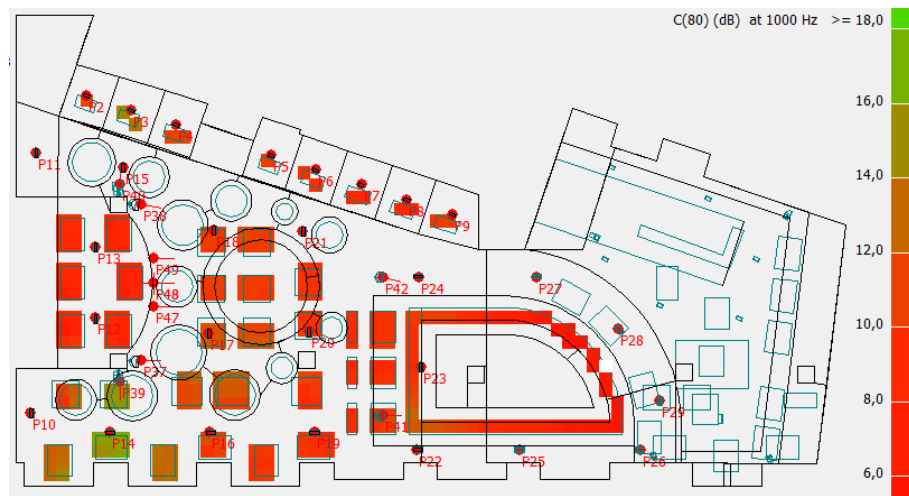 C(80) (dB) at 1000 Hz >= 18,0
16,0
14,0
12,0
10,0
8,0
6,0
P2
P3
P4
P5
P6
P7
P8
P9
P11
P15
P40
P38
P18
P21
P13
P49
P48
P47
P42
P24
P27
P12
P17
P20
P28
P37
P23
P39
P29
P10
P41
P14
P16
P19
P22
P25
P26